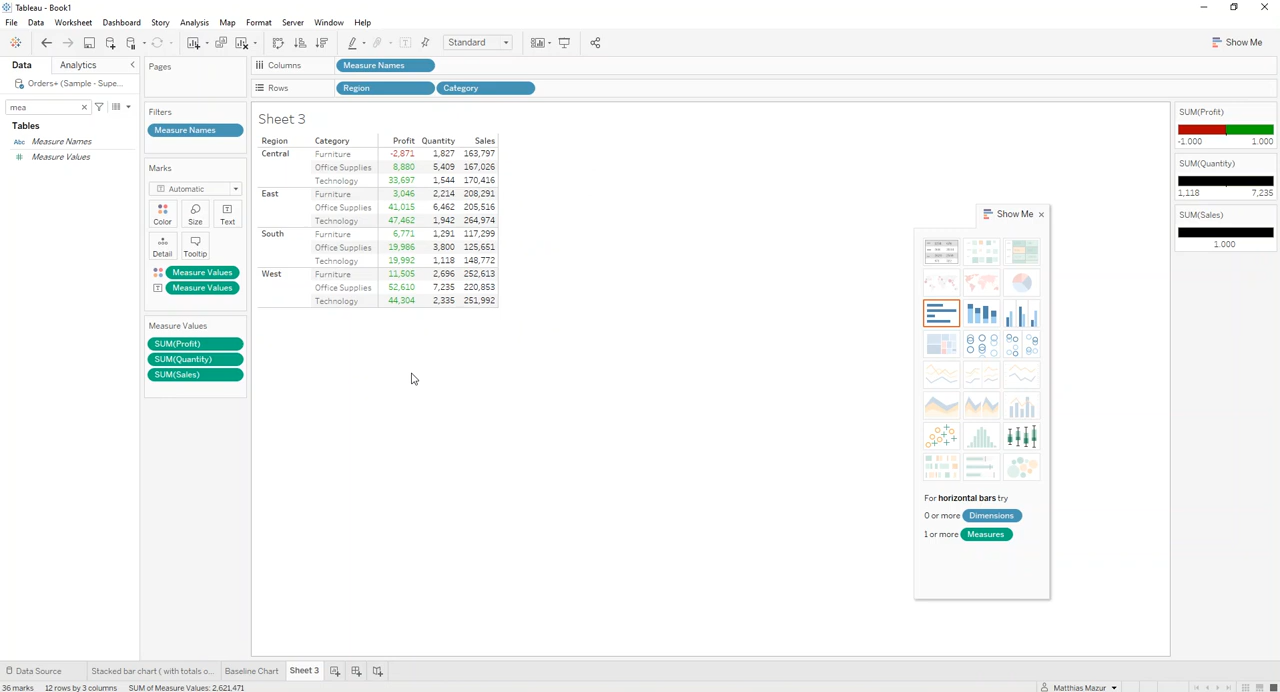 Tableau - Book1
File Data Worksheet Dashboard Story Analysis Map Format Server Window Help
Standard
Show Me
Data Analytics
Orders+ (Sample - Supe...
mea
Tables
Abc Measure Names
# Measure Values
Pages
Filters
Measure Names
Marks
Automatic
Color Size Text
Detail Tooltip
Measure Values
Measure Values
Measure Values
SUM(Profit)
SUM(Quantity)
SUM(Sales)
Columns Measure Names
Rows Region Category
Sheet 3
Region Category Profit Quantity Sales
Central Furniture -2,871 1,827 163,797
Office Supplies 8,880 5,409 167,026
Technology 33,697 1,544 170,416
East Furniture 3,046 2,214 208,291
Office Supplies 41,015 6,462 205,516
Technology 47,462 1,942 264,974
South Furniture 6,771 1,291 117,299
Office Supplies 19,986 3,800 125,651
Technology 19,992 1,118 148,772
West Furniture 11,505 2,696 252,613
Office Supplies 52,610 7,235 220,853
Technology 44,304 2,335 251,992
Show Me
For horizontal bars try
0 or more Dimensions
1 or more Measures
SUM(Profit)
-1.000 1.000
SUM(Quantity)
1,118 7,235
SUM(Sales)
1.000
Data Source Stacked bar chart ( with totals o... Baseline Chart Sheet 3
36 marks 12 rows by 3 columns SUM of Measure Values: 2,621,471
Matthias Mazur